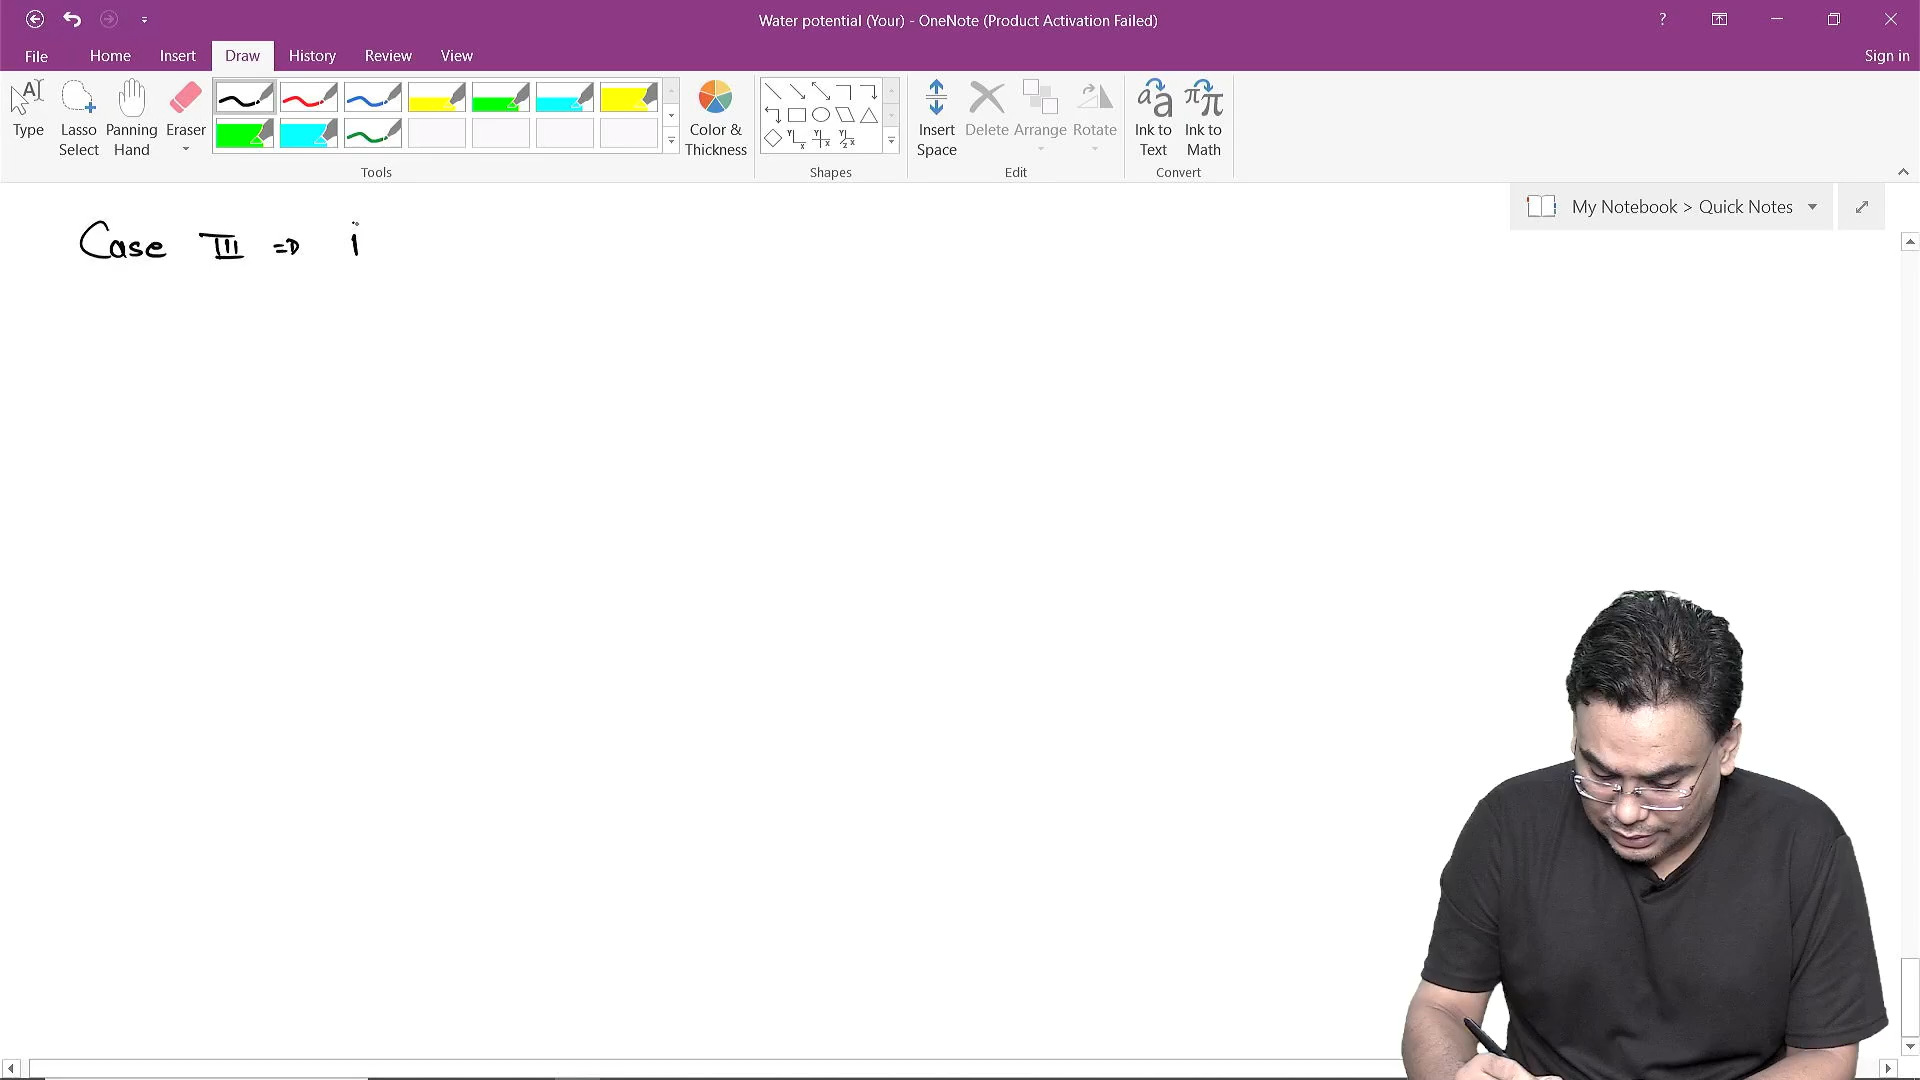 Water potential (Your) - OneNote (Product Activation Failed)
?
File Home Insert Draw History Review View
Sign in
Type
Lasso Select
Panning Hand
Eraser
Color & Thickness
Insert Space
Delete
Arrange
Rotate
Ink to Text
Ink to Math
Tools
Shapes
Edit
Convert
My Notebook > Quick Notes
Case III => i